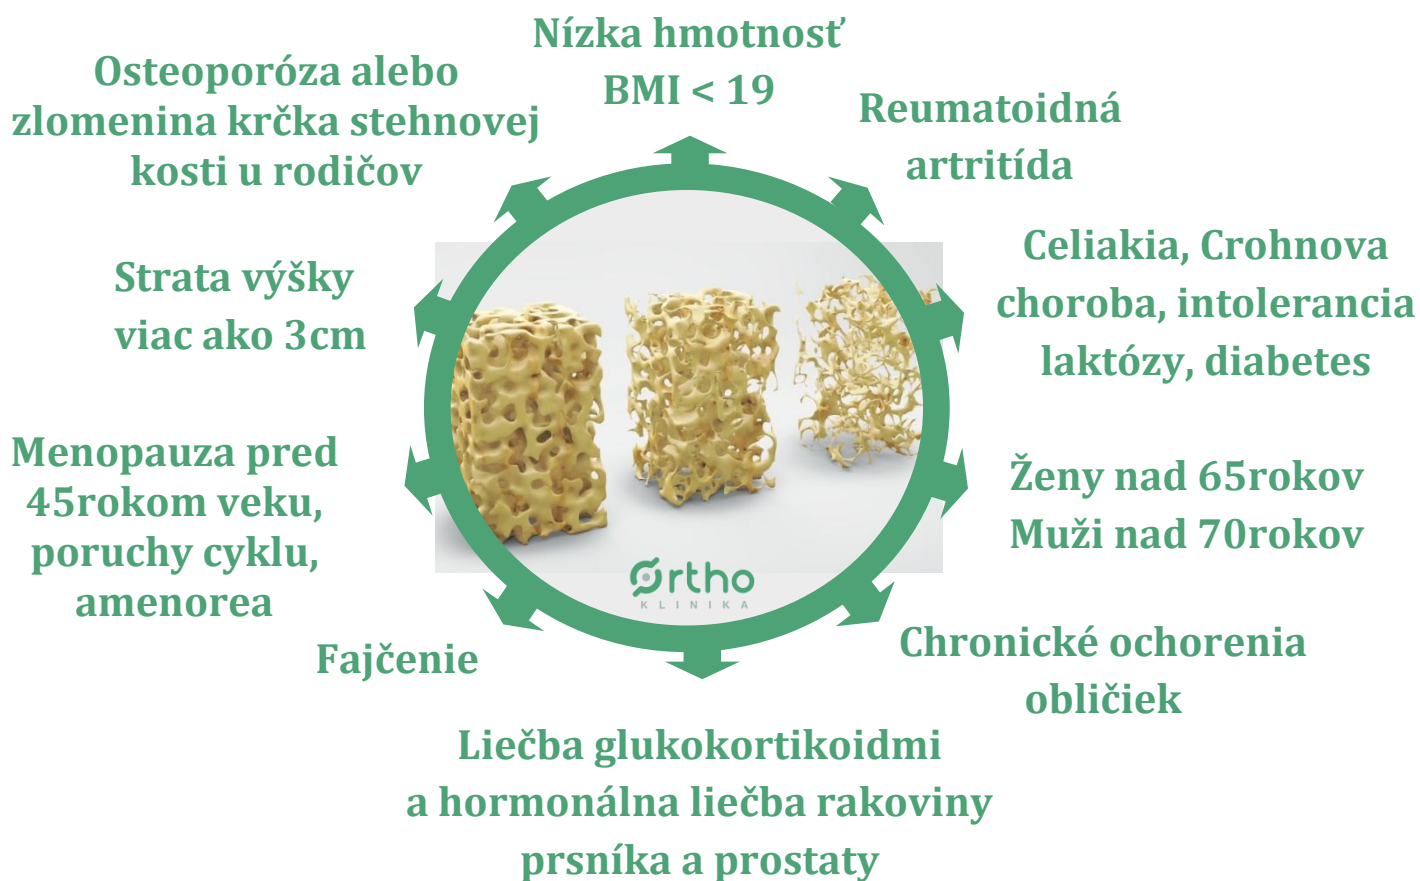 Nízka hmotnosť
BMI < 19
Reumatoidná
artritída
Celiakia, Crohnova
choroba, intolerancia
laktózy, diabetes
Ženy nad 65rokov
Muži nad 70rokov
Chronické ochorenia
obličiek
Liečba glukokortikoidmi
a hormonálna liečba rakoviny
prsníka a prostaty
Fajčenie
Menopauza pred
45rokom veku,
poruchy cyklu,
amenorea
Strata výšky
viac ako 3cm
Osteoporóza alebo
zlomenina krčka stehnovej
kosti u rodičov
Ortho
KLINIKA